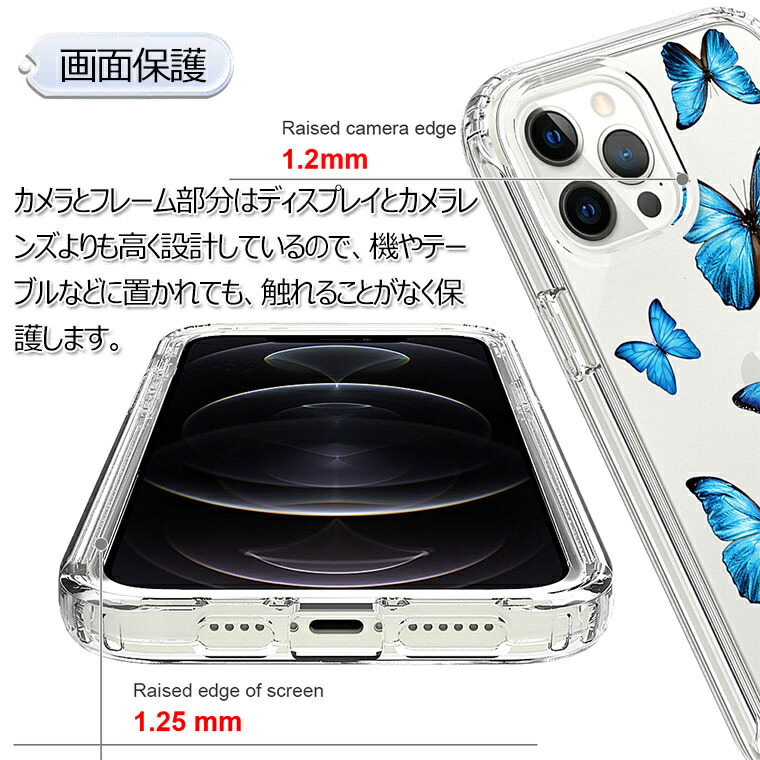 画面保護
Raised camera edge
1.2mm
カメラとフレーム部分はディスプレイとカメラレ
ンズよりも高く設計しているので、機やテー
ブルなどに置かれても、触れることがなく保
護します。
Raised edge of screen
1.25 mm